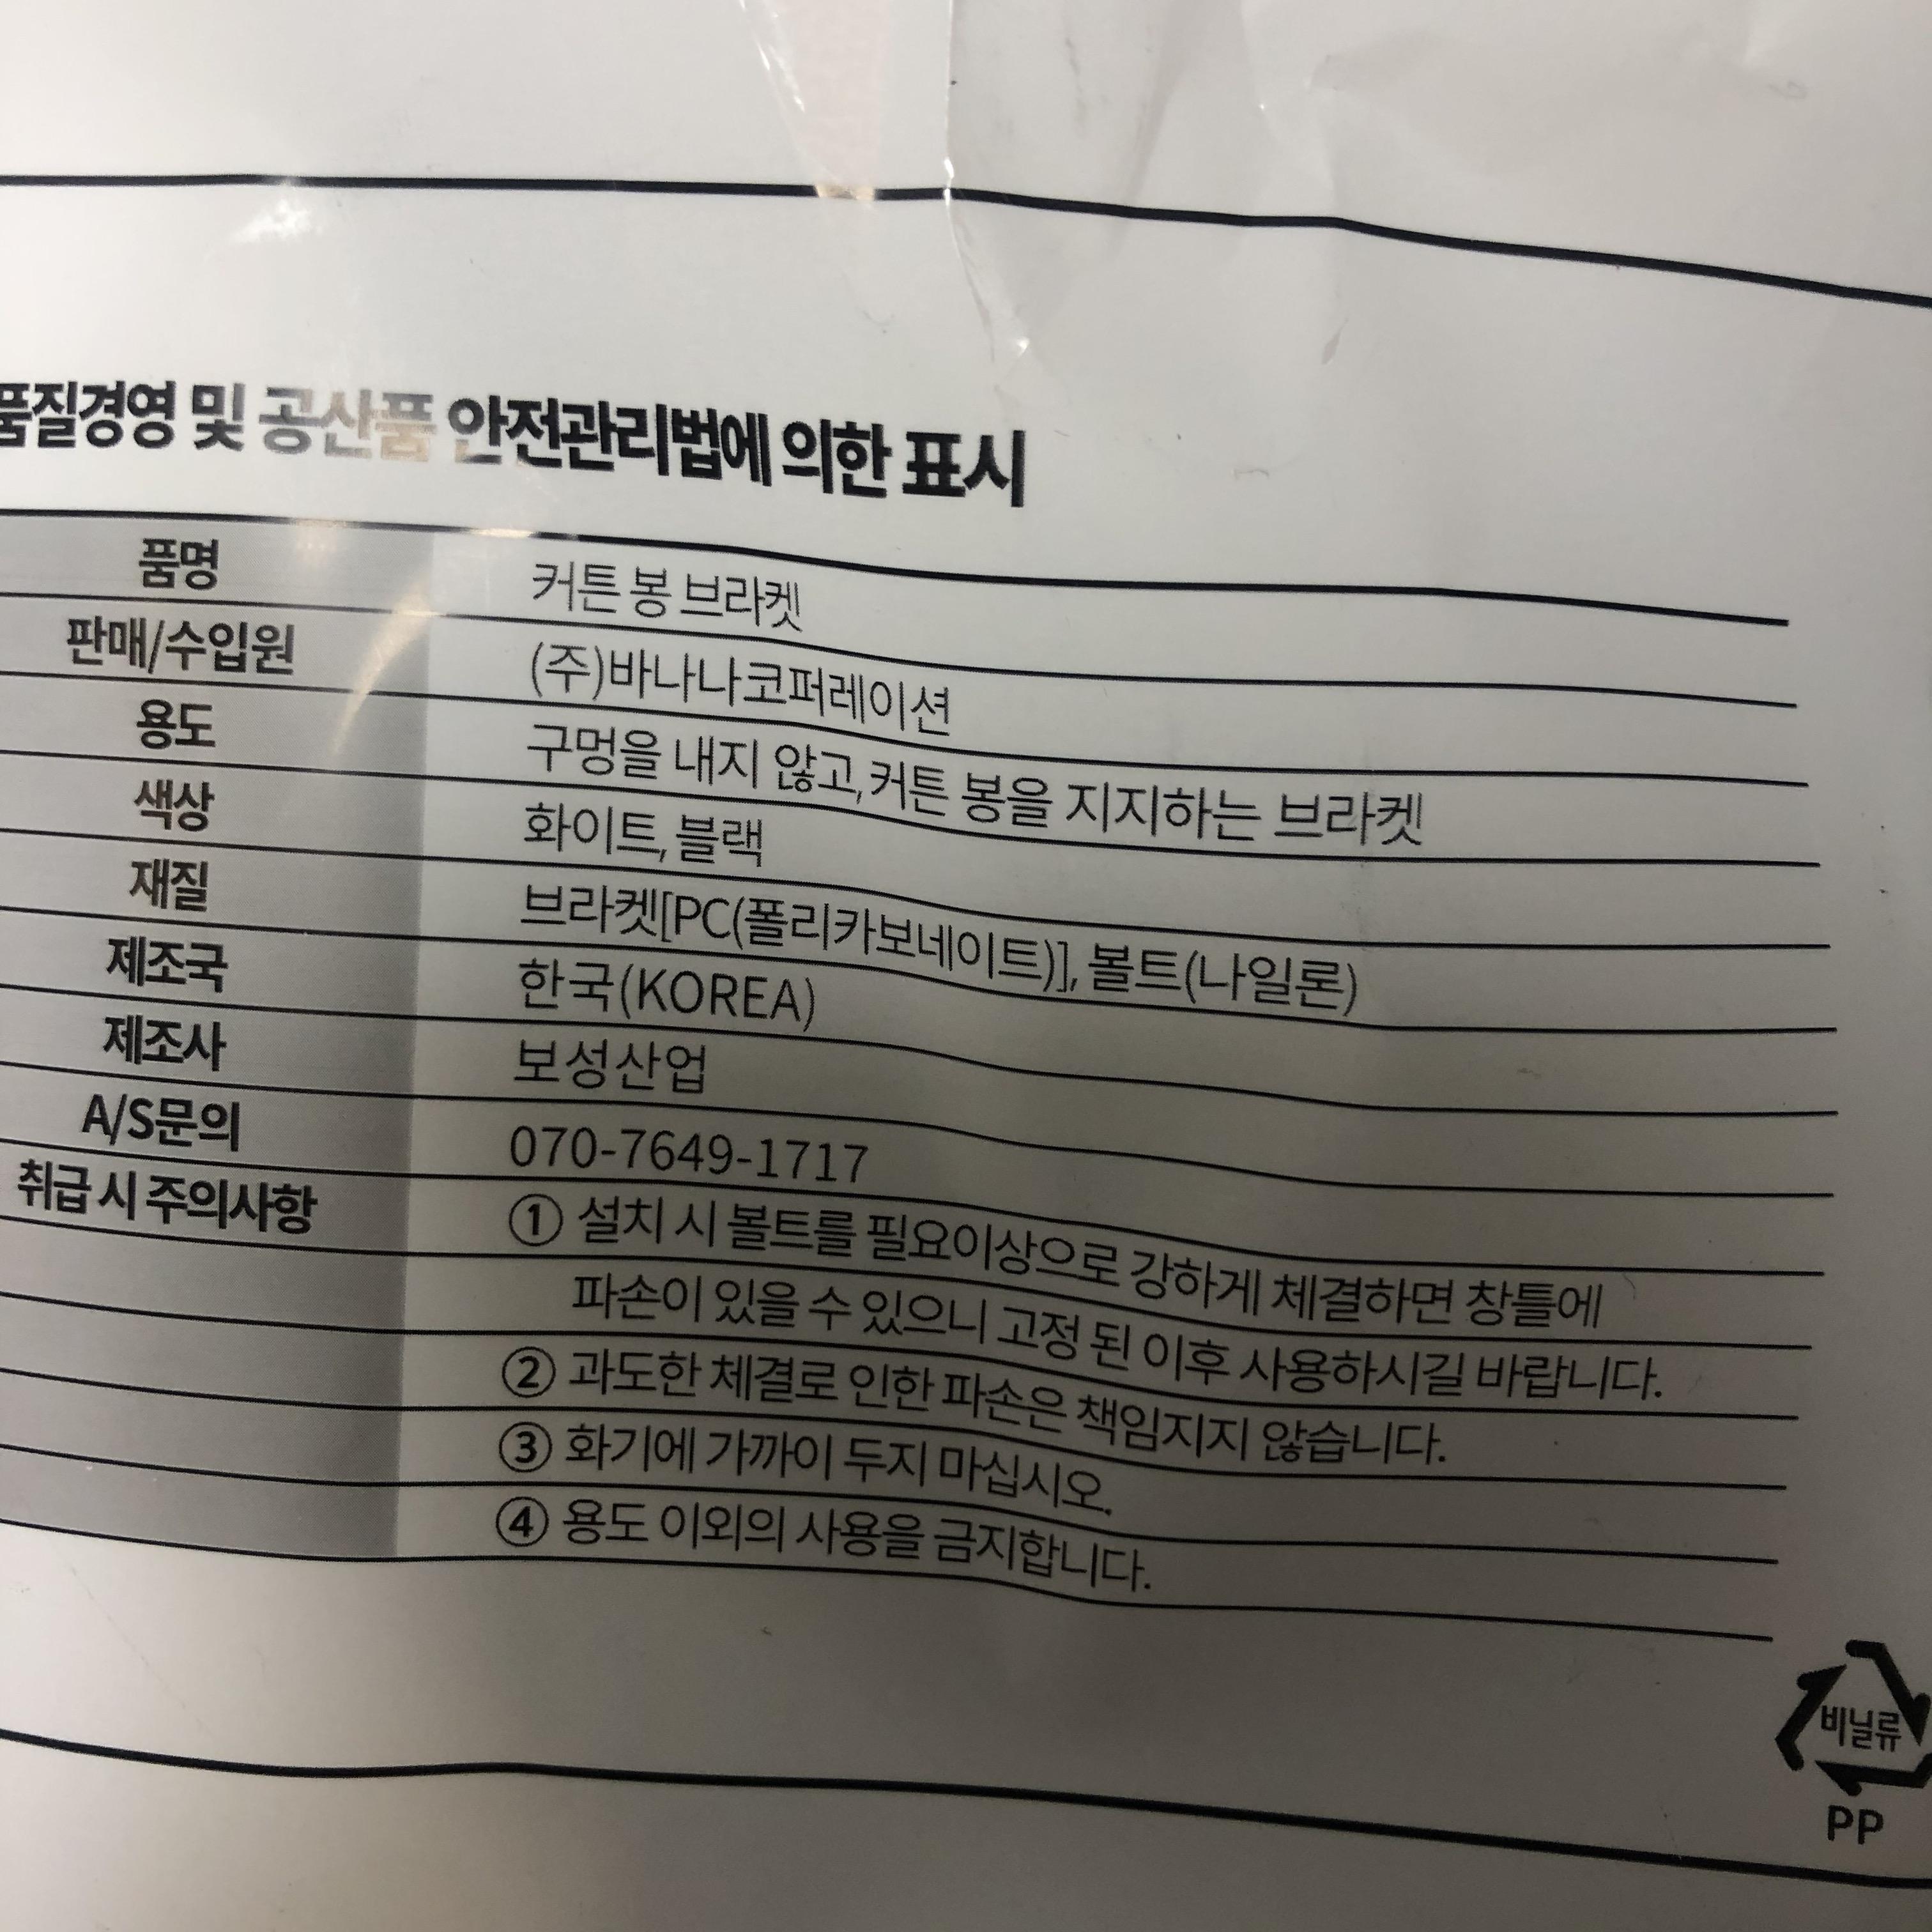 품질경영 및 공산품 안전관리법에 의한 표시
품명 커튼 봉 브라켓
판매/수입원 (주)바나나코퍼레이션
용도 구멍을 내지 않고, 커튼 봉을 지지하는 브라켓
색상 화이트, 블랙
재질 브라켓[PC(폴리카보네이트)], 볼트(나일론)
제조국 한국(KOREA)
제조사 보성산업
A/S문의 070-7649-1717
취급 시 주의사항 ① 설치 시 볼트를 필요이상으로 강하게 체결하면 창틀에
파손이 있을 수 있으니 고정 된 이후 사용하시길 바랍니다.
② 과도한 체결로 인한 파손은 책임지지 않습니다.
③ 화기에 가까이 두지 마십시오.
④ 용도 이외의 사용을 금지합니다.
비닐류
PP